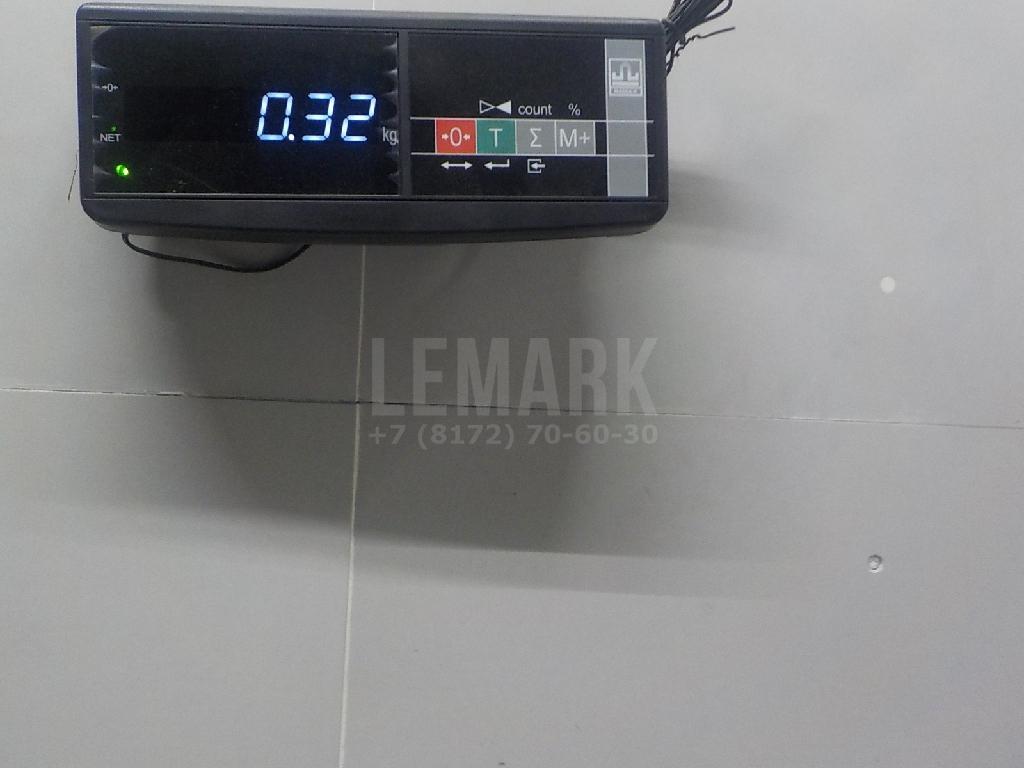 →0←
NET
0.32 kg
count %
→0← T Σ M+
LEMARK
+7 (8172) 70-60-30